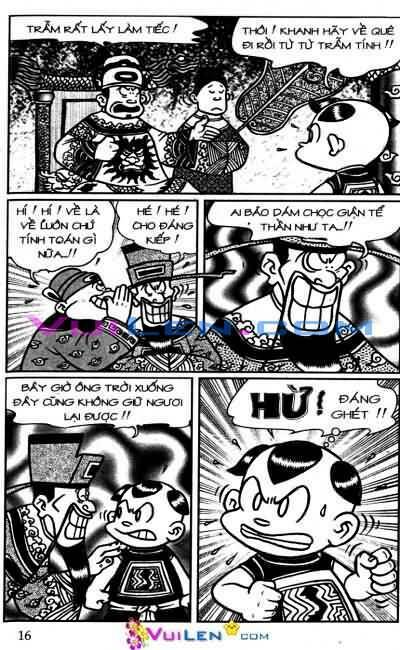 TRẪM RẤT LẤY LÀM TIẾC!
THÔI! KHANH HÃY VỀ QUÊ
ĐI RỒI TỪ TỪ TRẪM TÍNH!!
HÍ! HÍ! VỀ LÀ
VỀ LUÔN CHỨ
TÍNH TOÁN GÌ
NỮA..!!
HÉ! HÉ!
CHO ĐÁNG
KIẾP!
AI BẢO DÁM CHỌC GIẬN TỂ
THẦN NHƯ TA..!!
BÂY GIỜ ÔNG TRỜI XUỐNG
ĐÂY CŨNG KHÔNG GIỮ NGƯƠI
LẠI ĐƯỢC!!
HỪ! ĐÁNG
GHÉT!!
VUILEN.COM
16
VUILEN.COM